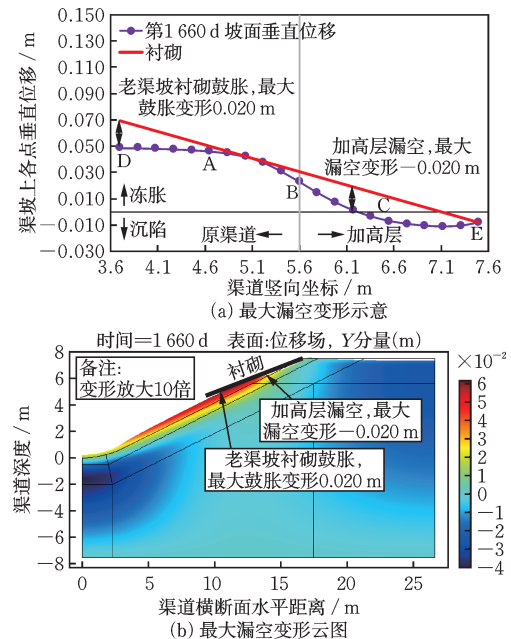 0.150
0.130
0.110
0.090
0.070
0.050
0.030
0.010
−0.010
−0.030
渠坡上各点垂直位移 / m
第1 660 d 坡面垂直位移
衬砌
老渠坡衬砌鼓胀,最大
鼓胀变形0.020 m
加高层漏空,最大
漏空变形—0.020 m
D
A
B
C
E
冻胀
沉陷
原渠道
加高层
3.6 4.1 4.6 5.1 5.6 6.1 6.6 7.1 7.6
渠道竖向坐标 / m
(a) 最大漏空变形示意
时间=1 660 d 表面:位移场, Y分量(m)
8
6
4
2
0
−2
−4
−6
−8
渠道深度 / m
备注:
变形放大10倍
衬砌
加高层漏空,最大
漏空变形—0.020 m
老渠坡衬砌鼓胀,
最大鼓胀变形0.020 m
×10⁻²
6
5
4
3
2
1
0
−1
−2
−3
−4
0 5 10 15 20 25
渠道横断面水平距离 / m
(b) 最大漏空变形云图